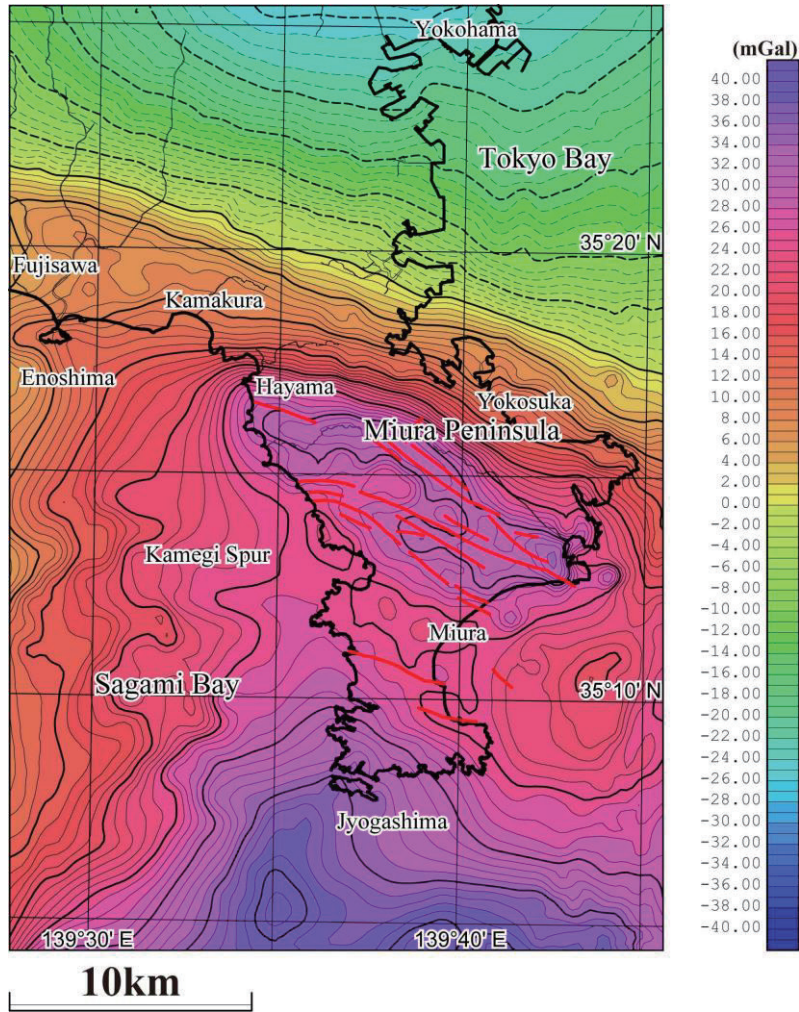 Yokohama
(mGal)
Tokyo Bay
35°20' N
Fujisawa
Kamakura
Enoshima
Hayama
Yokosuka
Miura Peninsula
Kamegi Spur
Miura
Sagami Bay
35°10' N
Jyogashima
139°30' E
139°40' E
10km
40.00
38.00
36.00
34.00
32.00
30.00
28.00
26.00
24.00
22.00
20.00
18.00
16.00
14.00
12.00
10.00
8.00
6.00
4.00
2.00
0.00
-2.00
-4.00
-6.00
-8.00
-10.00
-12.00
-14.00
-16.00
-18.00
-20.00
-22.00
-24.00
-26.00
-28.00
-30.00
-32.00
-34.00
-36.00
-38.00
-40.00